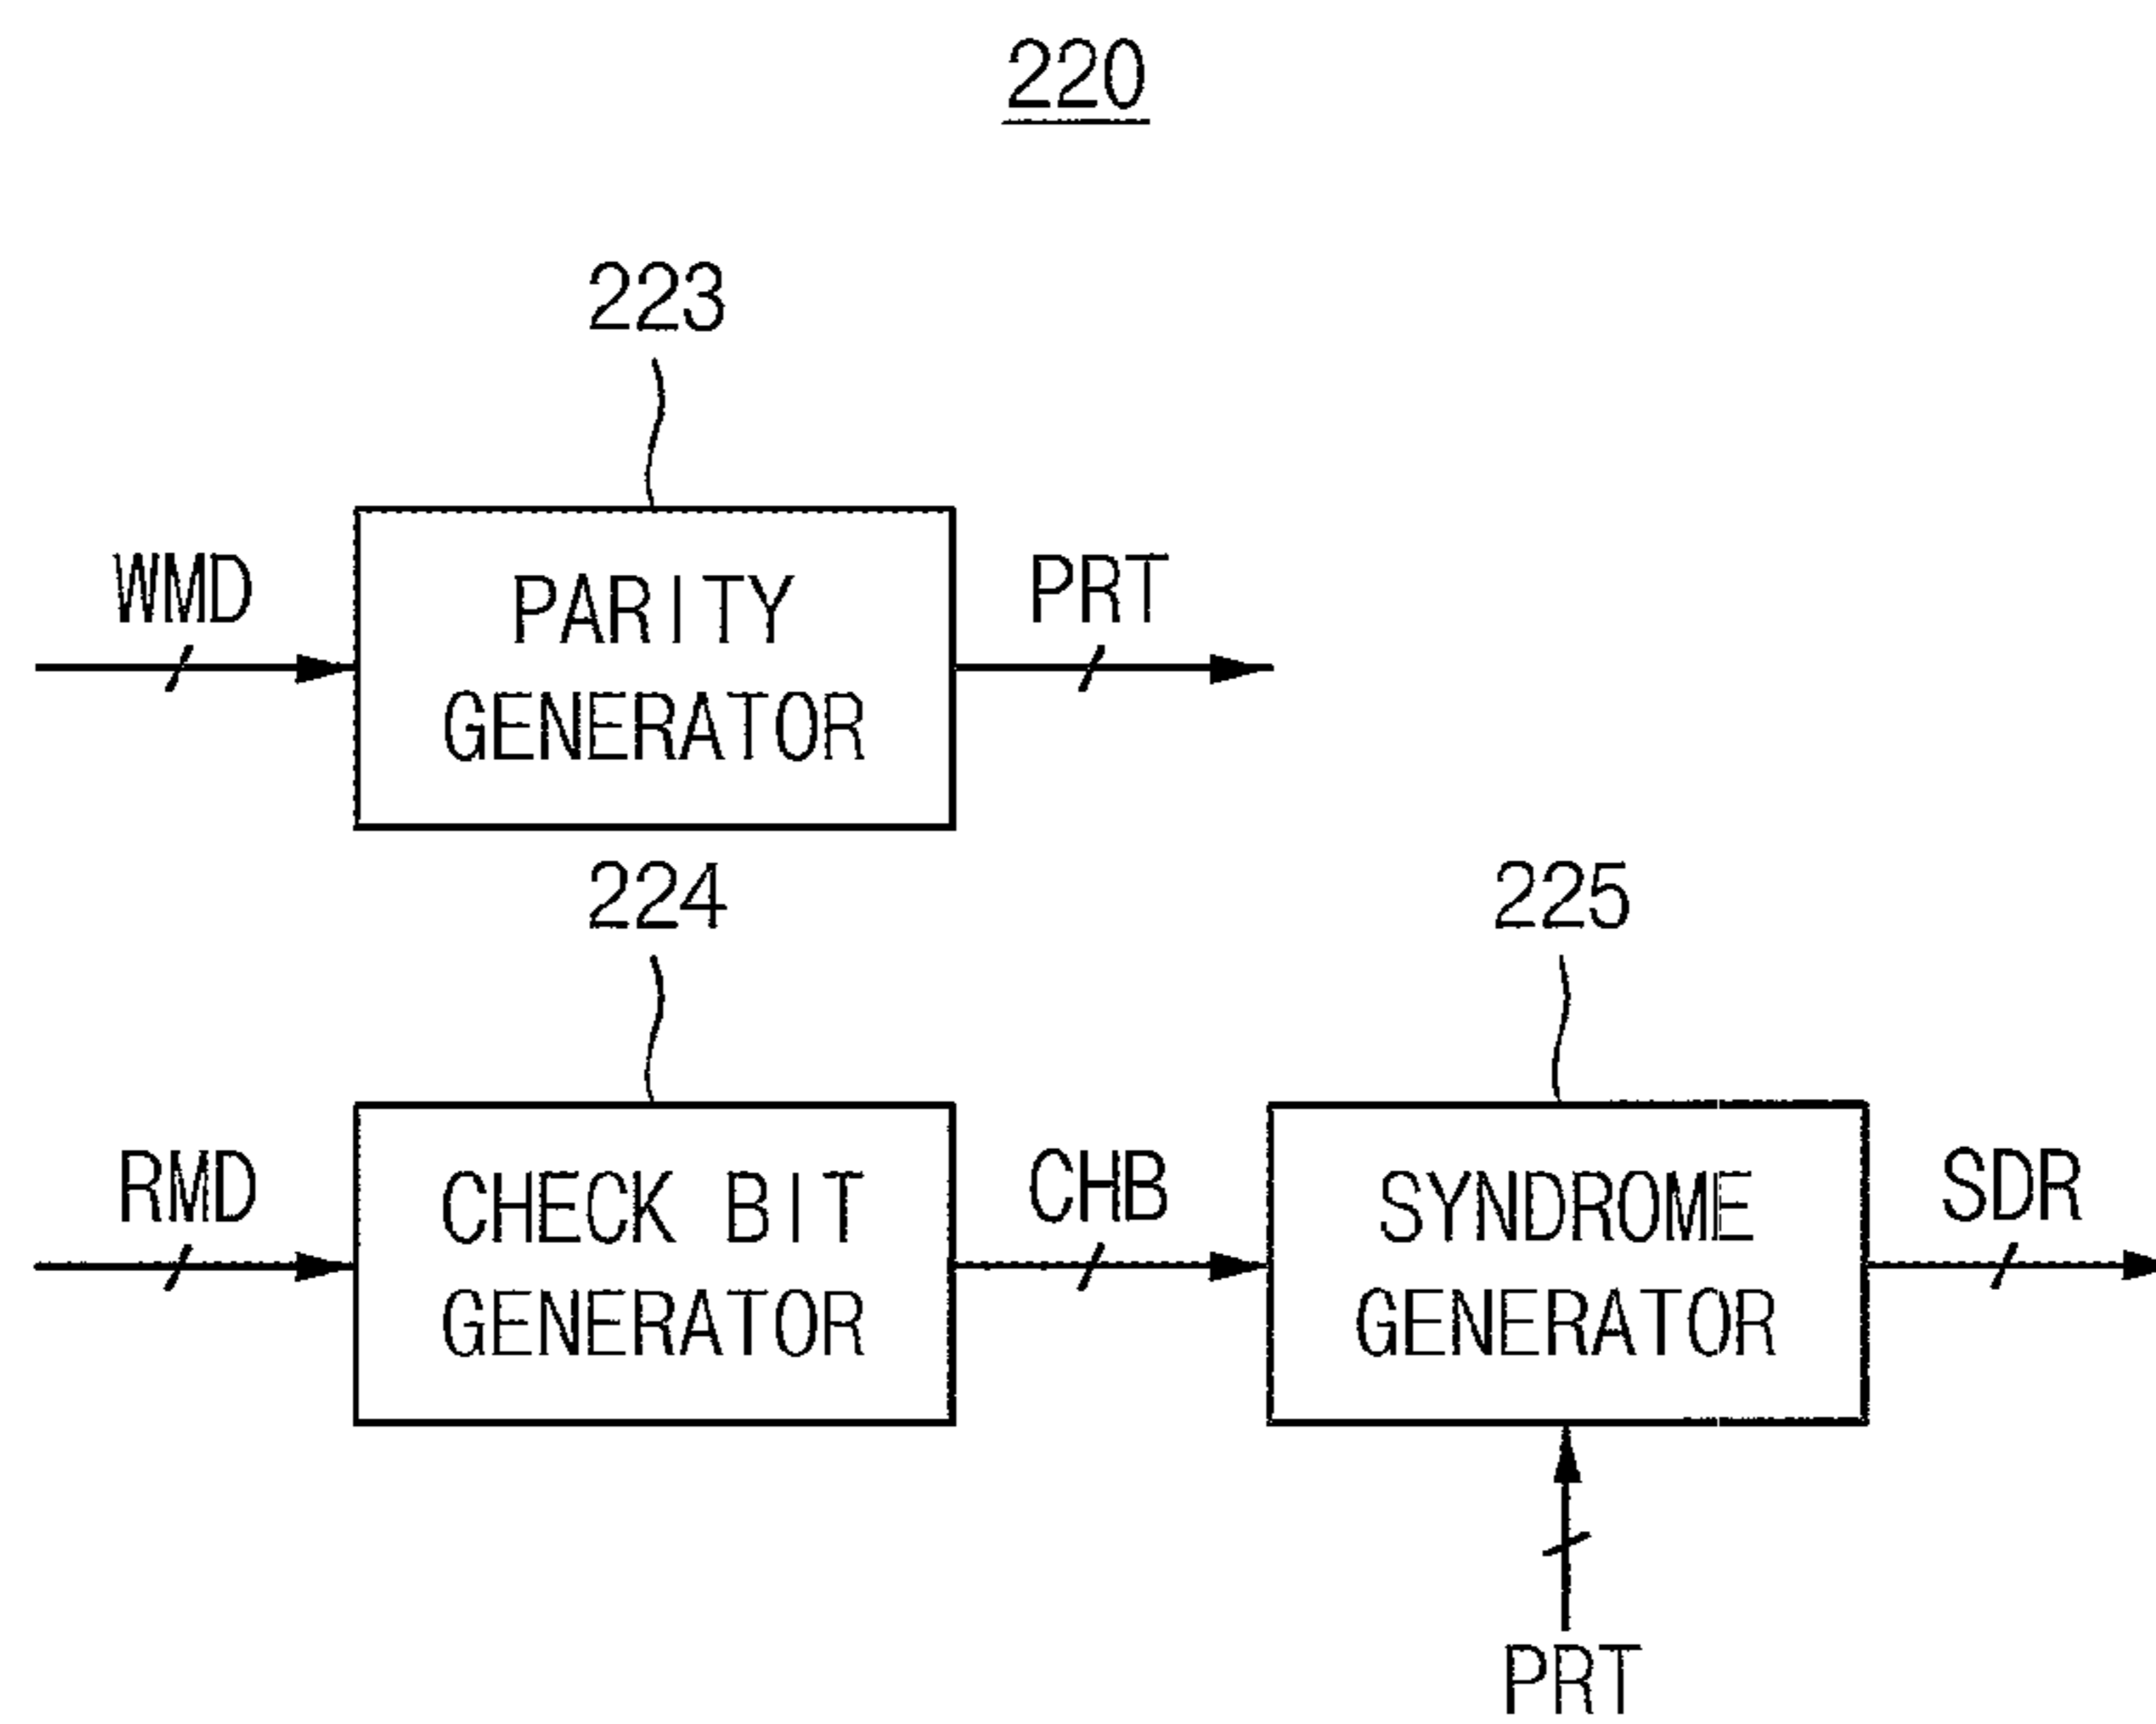 220
223
WMD
PARITY
GENERATOR
PRT
224
225
RMD
CHECK BIT
GENERATOR
CHB
SYNDROME
GENERATOR
SDR
PRT